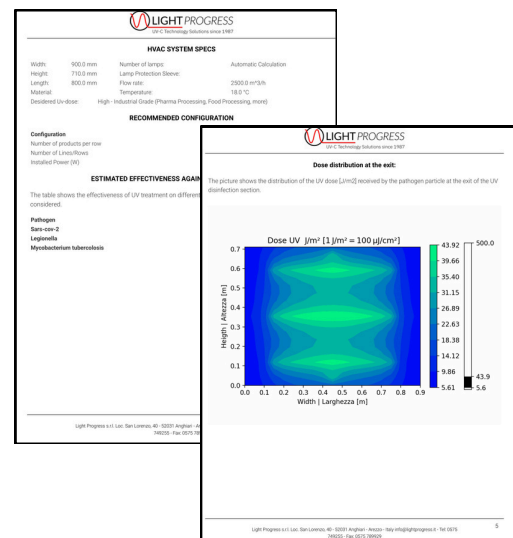 LIGHT PROGRESS
UV-C Technology Solutions since 1987
HVAC SYSTEM SPECS
Width: 900.0 mm Number of lamps: Automatic Calculation
Height: 710.0 mm Lamp Protection Sleeve:
Length: 800.0 mm Flow rate: 2500.0 m^3/h
Material: Temperature: 18.0 °C
Desidered Uv-dose: High - Industrial Grade (Pharma Processing, Food Processing, more)
RECOMMENDED CONFIGURATION
Configuration
Number of products per row
Number of Lines/Rows
Installed Power (W)
ESTIMATED EFFECTIVENESS AGAIN
The table shows the effectiveness of UV treatment on different
considered.
Pathogen
Sars-cov-2
Legionella
Mycobacterium tubercolosis
Light Progress s.r.l. Loc. San Lorenzo, 40 - 52031 Anghiari - A
749255 - Fax: 0575 789
LIGHT PROGRESS
UV-C Technology Solutions since 1987
Dose distribution at the exit:
The picture shows the distribution of the UV dose [J/m2] received by the pathogen particle at the exit of the UV
disinfection section.
Dose UV J/m² [1 J/m² = 100 µJ/cm²]
Heigth | Altezza [m]
0.7
0.6
0.5
0.4
0.3
0.2
0.1
0.0
0.0 0.1 0.2 0.3 0.4 0.5 0.6 0.7 0.8 0.9
Width | Larghezza [m]
43.92
39.66
35.40
31.15
26.89
22.63
18.38
14.12
9.86
5.61
500.0
43.9
5.6
Light Progress s.r.l. Loc. San Lorenzo, 40 - 52031 Anghiari - Arezzo - Italy info@lightprogress.it - Tel: 0575
749255 - Fax: 0575 789929
5